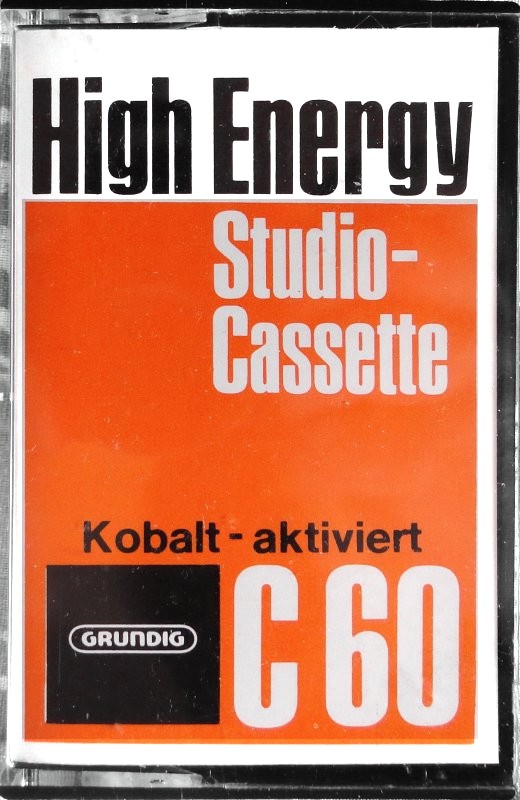 High Energy
Studio-
Cassette
Kobalt - aktiviert
GRUNDIG
C 60